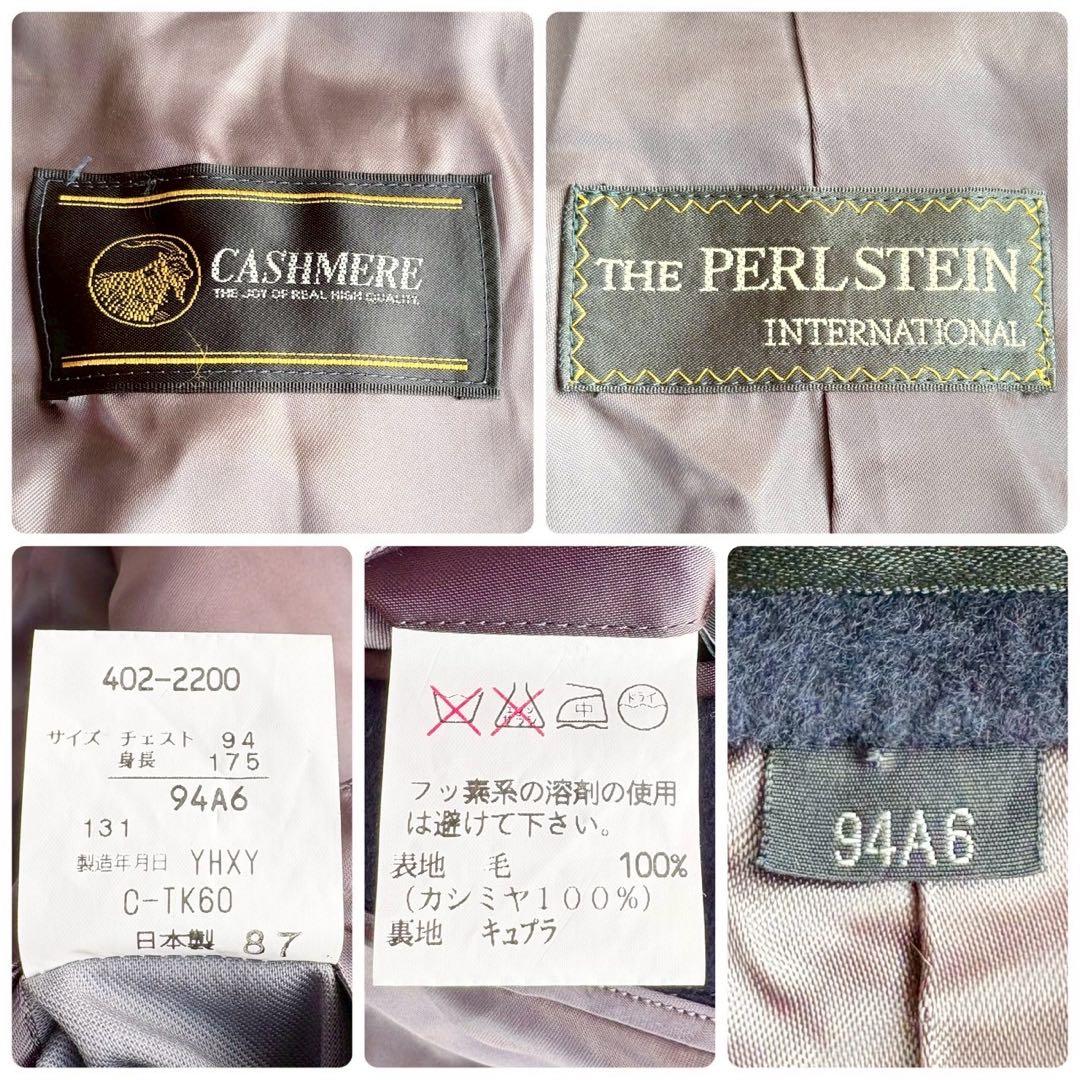 CASHMERE
THE JOY OF REAL HIGH QUALITY.
THE PERL STEIN
INTERNATIONAL
402-2200
サイズ チェスト 94
身長 175
94A6
131
製造年月日 YHXY
C-TK60
日本製 87
中 ドライ
フッ素系の溶剤の使用
は避けて下さい。
表地 毛 100%
(カシミヤ100%)
裏地 キュプラ
94A6